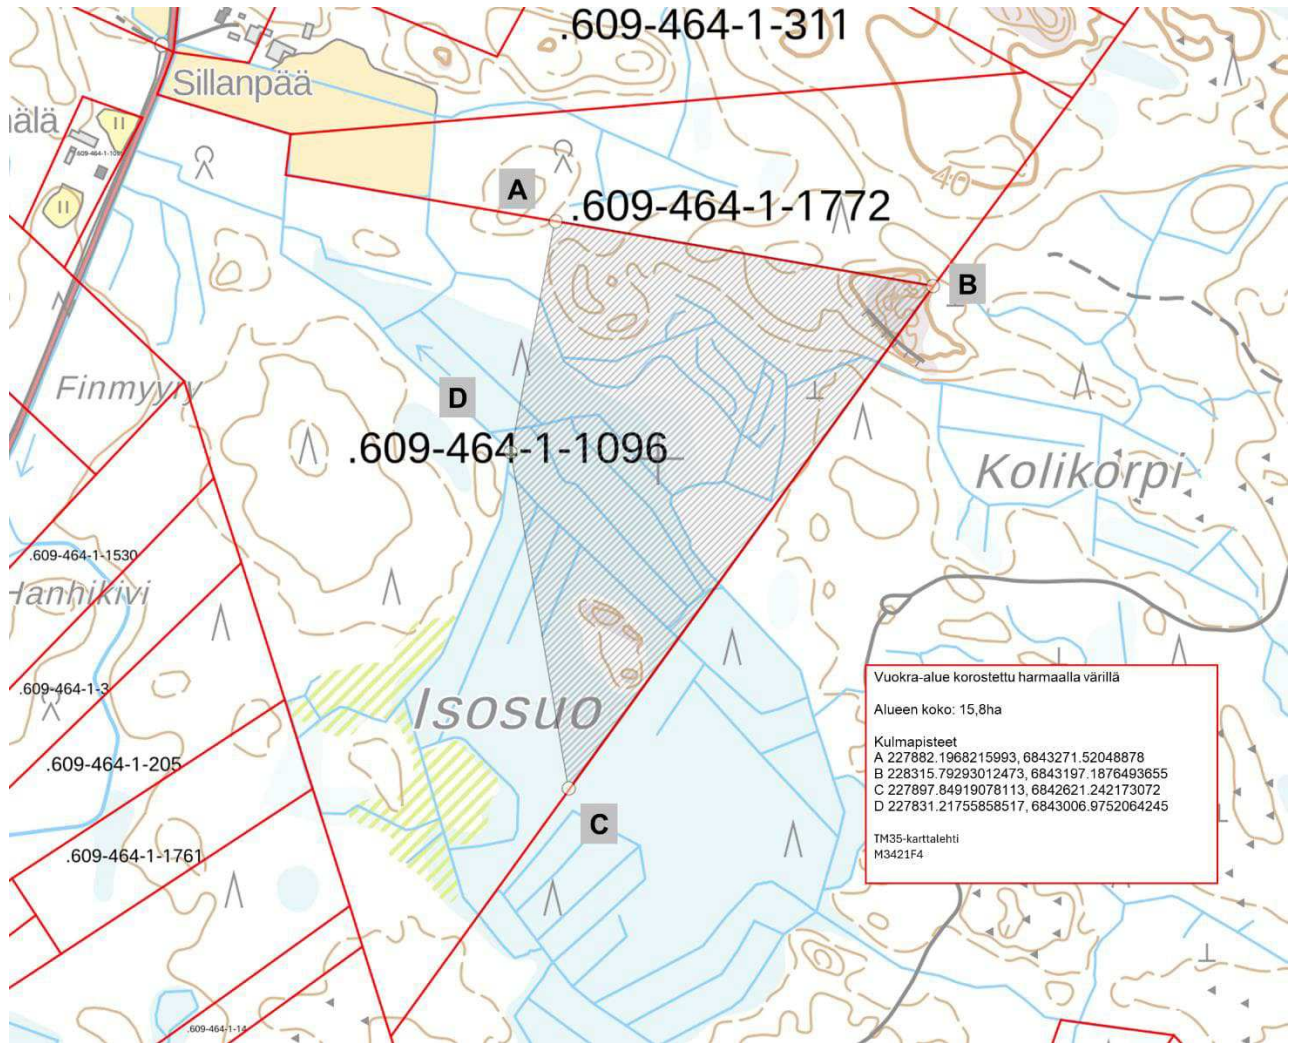 .609-464-1-311
Sillanpää
älä
II
II
40
A
.609-464-1-1772
B
Finmyyry
D
.609-464-1-1096
Kolikorpi
.609-464-1-1530
Hanhikivi
.609-464-1-3
Isosuo
.609-464-1-205
C
.609-464-1-1761
.609-464-1-14
Vuokra-alue korostettu harmaalla värillä
Alueen koko: 15,8ha
Kulmapisteet
A 227882.1968215993, 6843271.52048878
B 228315.79293012473, 6843197.1876493655
C 227897.84919078113, 6842621.242173072
D 227831.21755858517, 6843006.9752064245
TM35-karttalehti
M3421F4